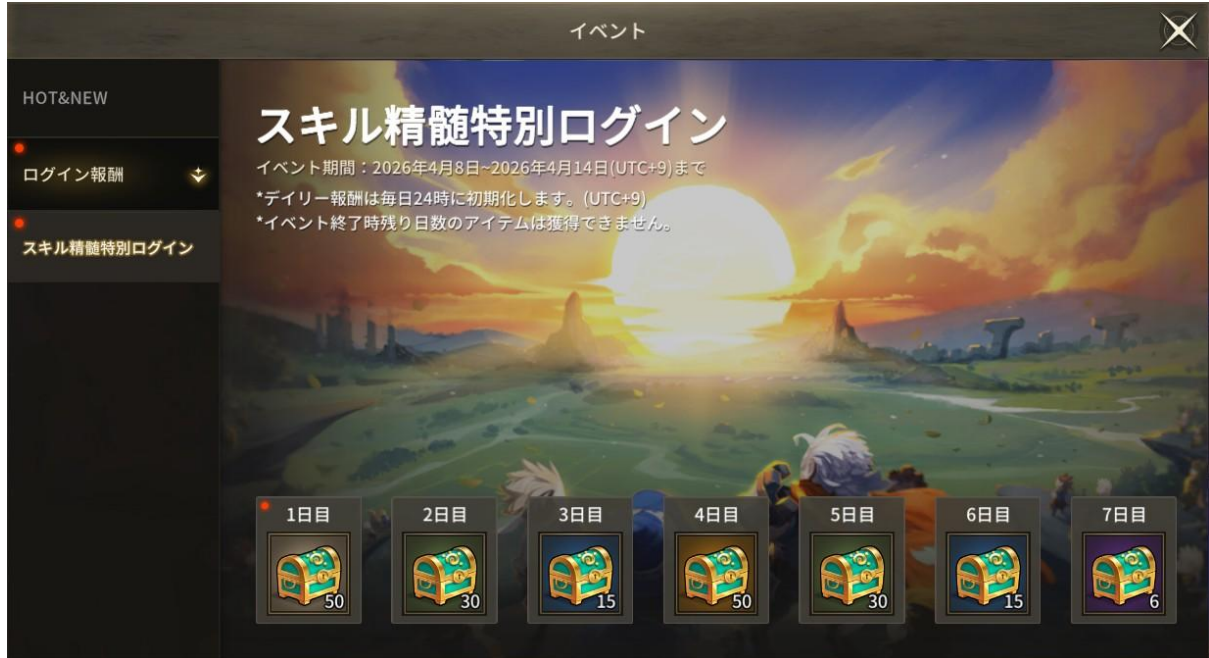 イベント
HOT&NEW
ログイン報酬
スキル精髄特別ログイン
スキル精髄特別ログイン
イベント期間：2026年4月8日~2026年4月14日(UTC+9)まで
*デイリー報酬は毎日24時に初期化します。(UTC+9)
*イベント終了時残り日数のアイテムは獲得できません。
1日目
2日目
3日目
4日目
5日目
6日目
7日目
50
30
15
50
30
15
6